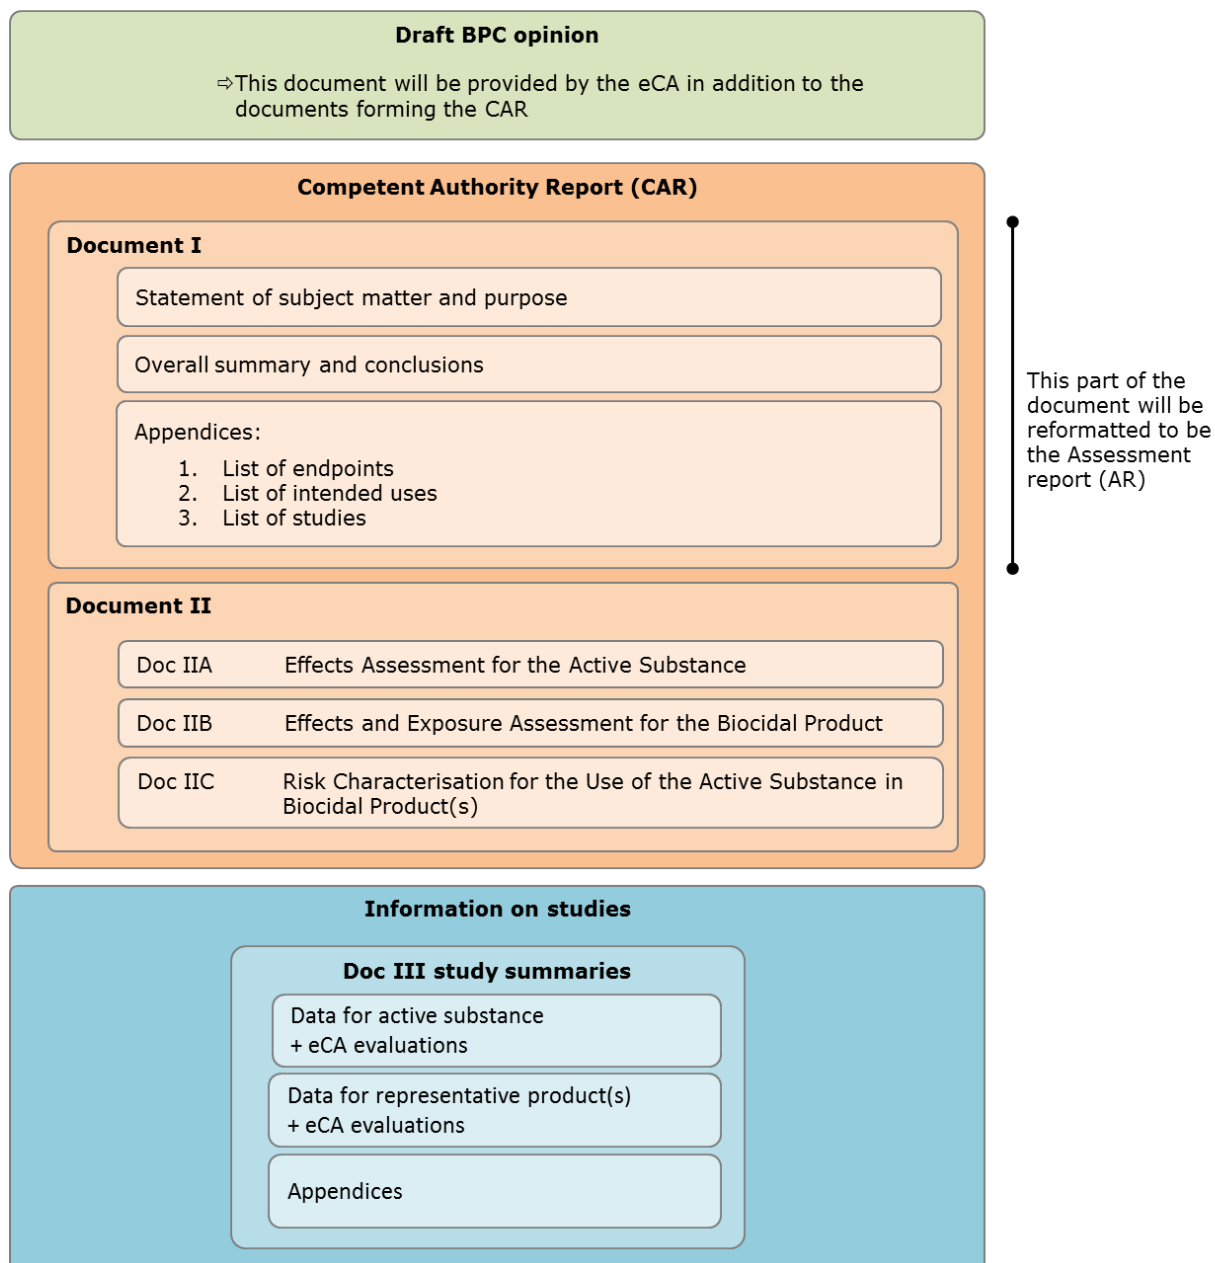 Draft BPC opinion
⇨This document will be provided by the eCA in addition to the
documents forming the CAR
Competent Authority Report (CAR)
Document I
Statement of subject matter and purpose
Overall summary and conclusions
Appendices:
1. List of endpoints
2. List of intended uses
3. List of studies
This part of the
document will be
reformatted to be
the Assessment
report (AR)
Document II
Doc IIA Effects Assessment for the Active Substance
Doc IIB Effects and Exposure Assessment for the Biocidal Product
Doc IIC Risk Characterisation for the Use of the Active Substance in
Biocidal Product(s)
Information on studies
Doc III study summaries
Data for active substance
+ eCA evaluations
Data for representative product(s)
+ eCA evaluations
Appendices